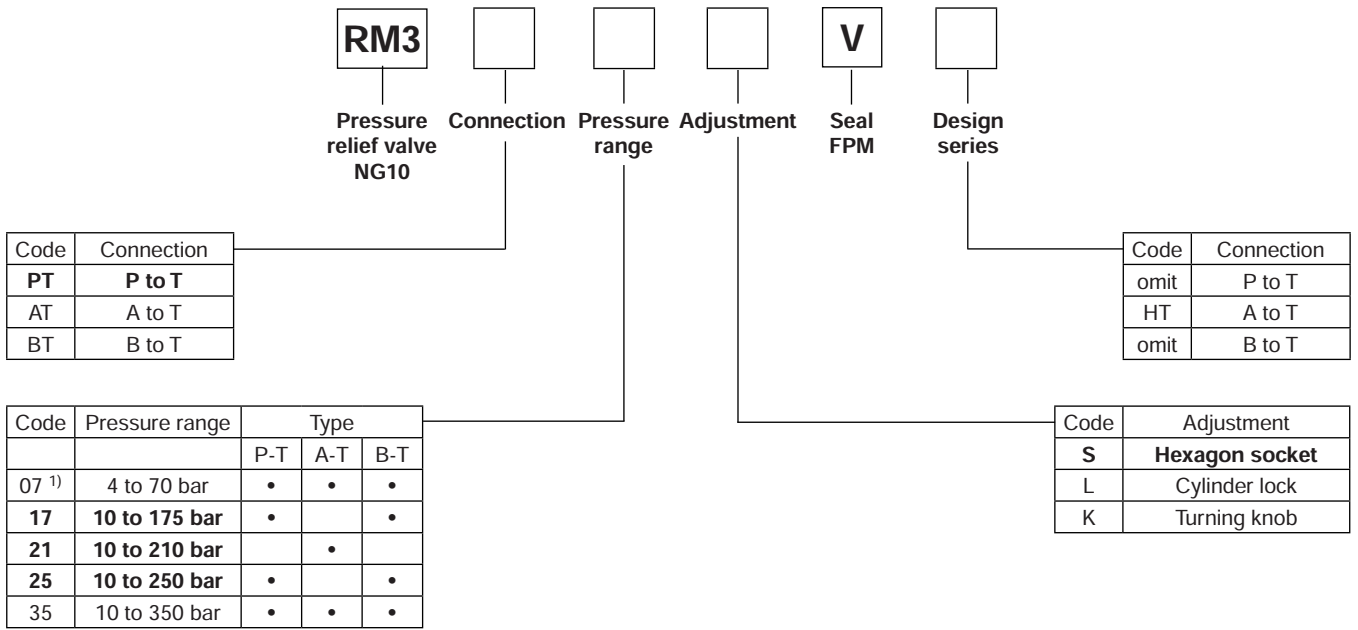 RM3 V
Pressure relief valve NG10
Connection
Pressure range
Adjustment
Seal FPM
Design series
Code Connection
PT P to T
AT A to T
BT B to T
Code Connection
omit P to T
HT A to T
omit B to T
Code Pressure range Type
P-T A-T B-T
07 1) 4 to 70 bar • • •
17 10 to 175 bar • •
21 10 to 210 bar •
25 10 to 250 bar • •
35 10 to 350 bar • • •
Code Adjustment
S Hexagon socket
L Cylinder lock
K Turning knob